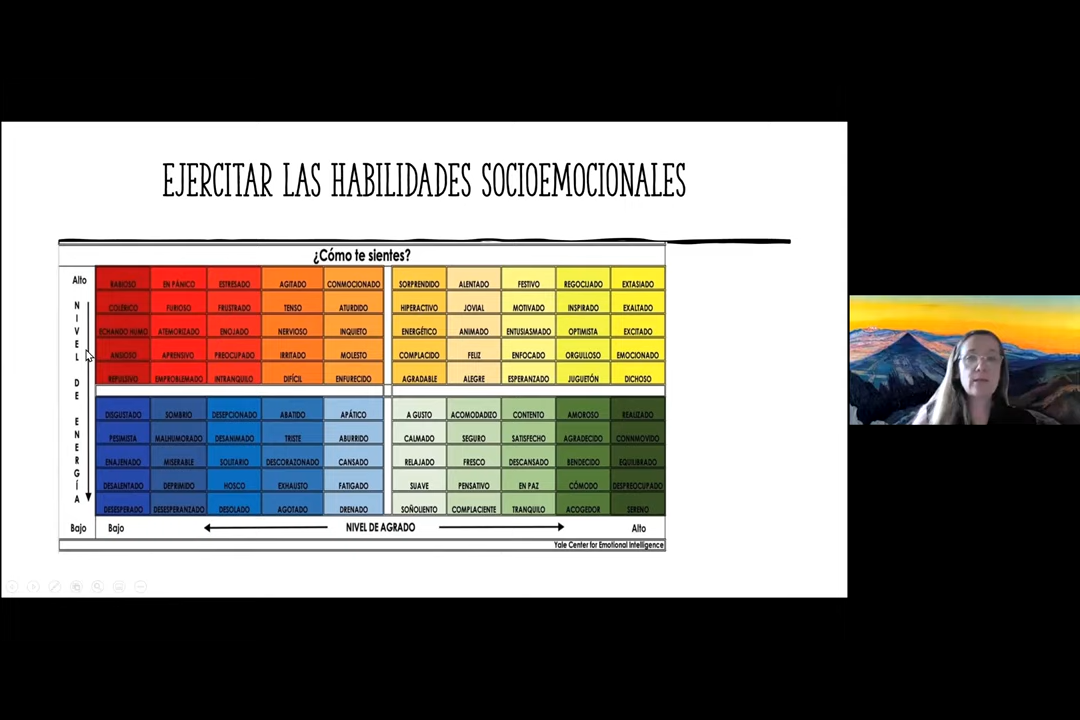 EJERCITAR LAS HABILIDADES SOCIOEMOCIONALES
¿Cómo te sientes?
Alto
NIVEL DE ENERGÍA
RABIOSO EN PÁNICO ESTRESADO AGITADO CONMOCIONADO SORPRENDIDO ALENTADO FESTIVO REGOCIJADO EXTASIADO
COLÉRICO FURIOSO FRUSTRADO TENSO ATURDIDO HIPERACTIVO JOVIAL MOTIVADO INSPIRADO EXALTADO
ECHANDO HUMO ATEMORIZADO ENOJADO NERVIOSO INQUIETO ENERGÉTICO ANIMADO ENTUSIASMADO OPTIMISTA EXCITADO
ANSIOSO APRENSIVO PREOCUPADO IRRITADO MOLESTO COMPLACIDO FELIZ ENFOCADO ORGULLOSO EMOCIONADO
REPULSIVO EMPROBLEMADO INTRANQUILO DIFÍCIL ENFURECIDO AGRADABLE ALEGRE ESPERANZADO JUGUETÓN DICHOSO
DISGUSTADO SOMBRIO DESEPCIONADO ABATIDO APÁTICO A GUSTO ACOMODADIZO CONTENTO AMOROSO REALIZADO
PESIMISTA MALHUMORADO DESANIMADO TRISTE ABURRIDO CALMADO SEGURO SATISFECHO AGRADECIDO CONNMOVIDO
ENAJENADO MISERABLE SOLITARIO DESCORAZONADO CANSADO RELAJADO FRESCO DESCANSADO BENDECIDO EQUILIBRADO
DESALENTADO DEPRIMIDO HOSCO EXHAUSTO FATIGADO SUAVE PENSATIVO EN PAZ CÓMODO DESPREOCUPADO
DESESPERADO DESESPERANZADO DESOLADO AGOTADO DRENADO SOÑOLIENTO COMPLACIENTE TRANQUILO ACOGEDOR SERENO
Bajo Bajo NIVEL DE AGRADO Alto
Yale Center for Emotional Intelligence